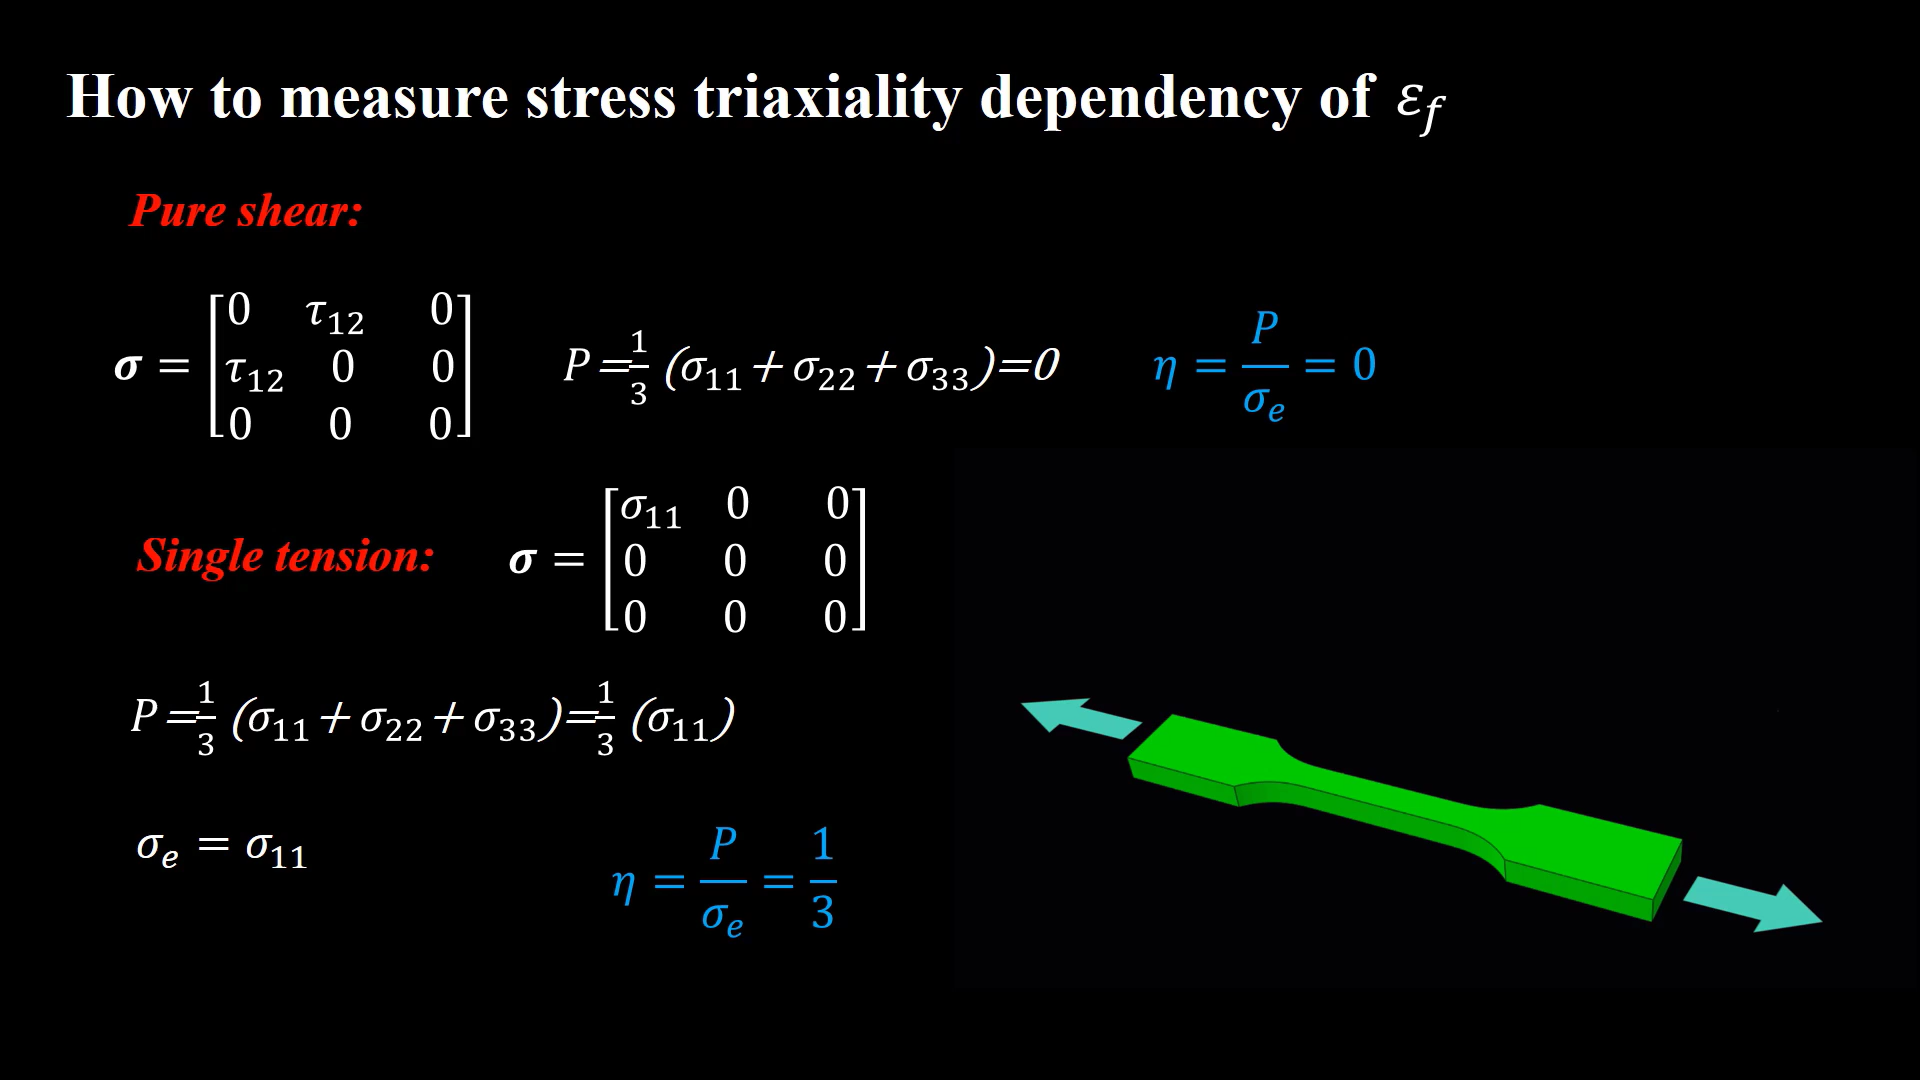 How to measure stress triaxiality dependency of ε_f
Pure shear:
σ = [0 τ₁₂ 0
τ₁₂ 0 0
0 0 0]
P=1/3 (σ₁₁+σ₂₂+σ₃₃)=0
η = P/σₑ = 0
Single tension:
σ = [σ₁₁ 0 0
0 0 0
0 0 0]
P=1/3 (σ₁₁+σ₂₂+σ₃₃)=1/3 (σ₁₁)
σₑ = σ₁₁
η = P/σₑ = 1/3